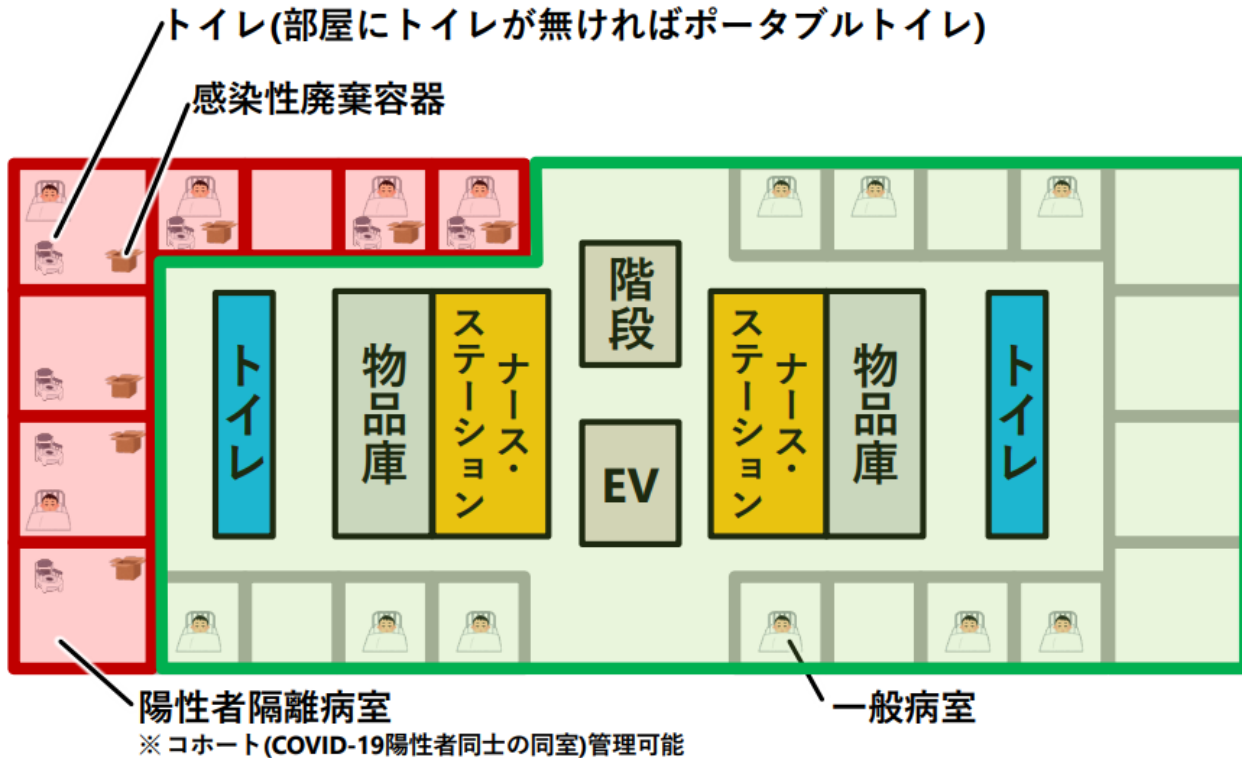 トイレ(部屋にトイレが無ければポータブルトイレ)
感染性廃棄容器
階段
トイレ
物品庫
ナース・
ステーション
EV
ナース・
ステーション
物品庫
トイレ
陽性者隔離病室
※ コホート(COVID-19陽性者同士の同室)管理可能
一般病室